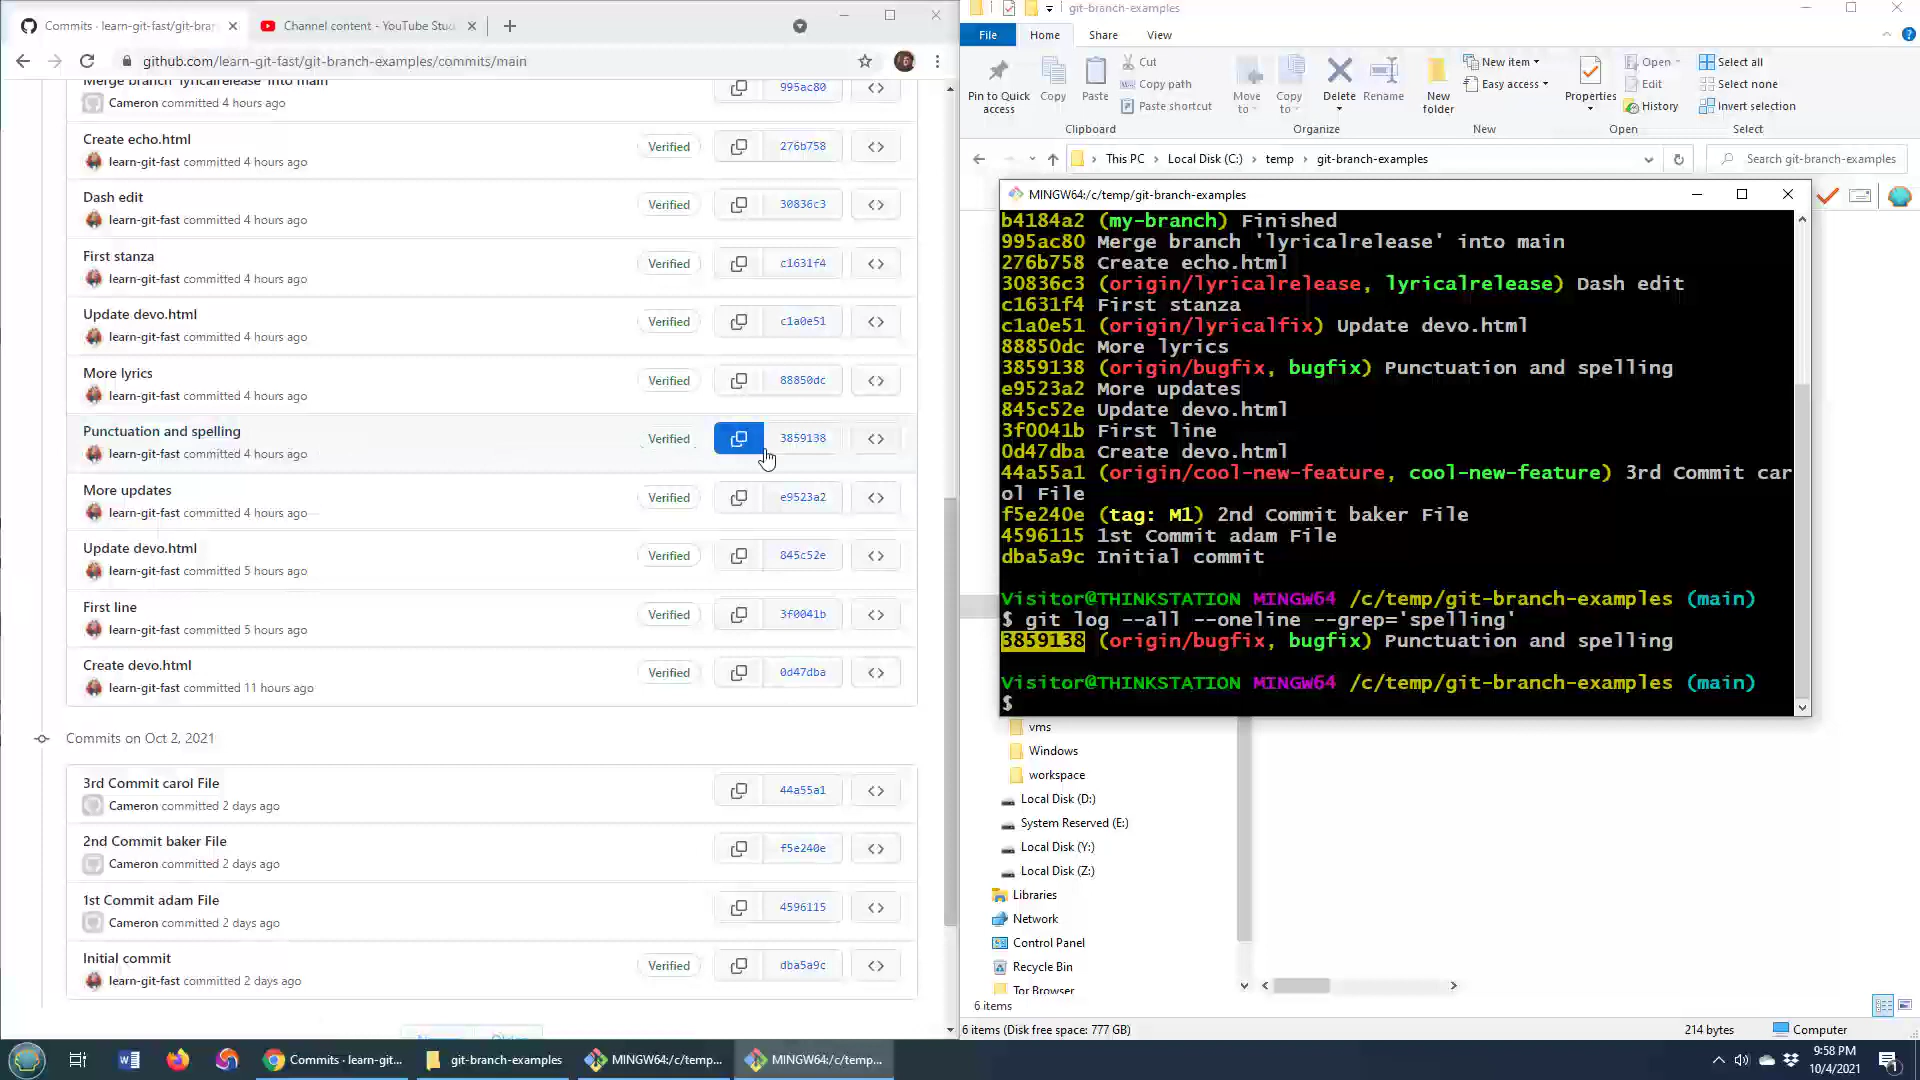 Commits · learn-git-fast/git-bran
Channel content - YouTube Stud
github.com/learn-git-fast/git-branch-examples/commits/main
Merge branch 'lyricalrelease' into main
Cameron committed 4 hours ago
995ac80
Create echo.html
learn-git-fast committed 4 hours ago
Verified
276b758
Dash edit
learn-git-fast committed 4 hours ago
Verified
30836c3
First stanza
learn-git-fast committed 4 hours ago
Verified
c1631f4
Update devo.html
learn-git-fast committed 4 hours ago
Verified
c1a0e51
More lyrics
learn-git-fast committed 4 hours ago
Verified
88850dc
Punctuation and spelling
learn-git-fast committed 4 hours ago
Verified
3859138
More updates
learn-git-fast committed 4 hours ago
Verified
e9523a2
Update devo.html
learn-git-fast committed 5 hours ago
Verified
845c52e
First line
learn-git-fast committed 5 hours ago
Verified
3f0041b
Create devo.html
learn-git-fast committed 11 hours ago
Verified
0d47dba
Commits on Oct 2, 2021
3rd Commit carol File
Cameron committed 2 days ago
44a55a1
2nd Commit baker File
Cameron committed 2 days ago
f5e240e
1st Commit adam File
Cameron committed 2 days ago
4596115
Initial commit
learn-git-fast committed 2 days ago
Verified
dba5a9c
git-branch-examples
File Home Share View
Pin to Quick access
Copy
Paste
Cut
Copy path
Paste shortcut
Clipboard
Move to
Copy to
Delete
Rename
Organize
New folder
New item
Easy access
New
Properties
Open
Edit
History
Open
Select all
Select none
Invert selection
Select
This PC > Local Disk (C:) > temp > git-branch-examples
Search git-branch-examples
MINGW64:/c/temp/git-branch-examples
b4184a2 (my-branch) Finished
995ac80 Merge branch 'lyricalrelease' into main
276b758 Create echo.html
30836c3 (origin/lyricalrelease, lyricalrelease) Dash edit
c1631f4 First stanza
c1a0e51 (origin/lyricalfix) Update devo.html
88850dc More lyrics
3859138 (origin/bugfix, bugfix) Punctuation and spelling
e9523a2 More updates
845c52e Update devo.html
3f0041b First line
0d47dba Create devo.html
44a55a1 (origin/cool-new-feature, cool-new-feature) 3rd Commit car
ol File
f5e240e (tag: M1) 2nd Commit baker File
4596115 1st Commit adam File
dba5a9c Initial commit
Visitor@THINKSTATION MINGW64 /c/temp/git-branch-examples (main)
$ git log --all --oneline --grep='spelling'
3859138 (origin/bugfix, bugfix) Punctuation and spelling
Visitor@THINKSTATION MINGW64 /c/temp/git-branch-examples (main)
$
vms
Windows
workspace
Local Disk (D:)
System Reserved (E:)
Local Disk (Y:)
Local Disk (Z:)
Libraries
Network
Control Panel
Recycle Bin
Tor Browser
6 items
6 items (Disk free space: 777 GB)
214 bytes
Computer
Commits · learn-git...
git-branch-examples
MINGW64:/c/temp...
MINGW64:/c/temp...
9:58 PM
10/4/2021
1